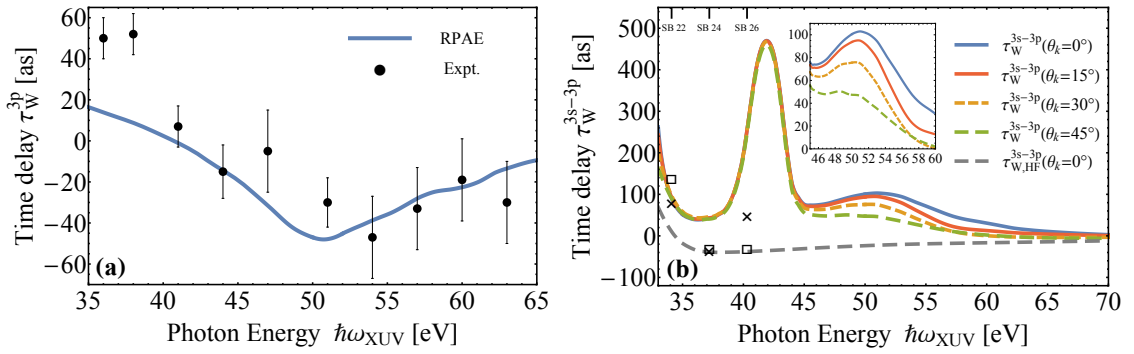 Time delay τ_W^{3p} [as]
60
40
20
0
−20
−40
−60
RPAE
Expt.
(a)
35 40 45 50 55 60 65
Photon Energy ℏω_XUV [eV]
Time delay τ_W^{3s−3p} [as]
500
400
300
200
100
0
−100
SB 22 SB 24 SB 26
100
80
60
40
20
0
46 48 50 52 54 56 58 60
τ_W^{3s−3p}(θ_k=0°)
τ_W^{3s−3p}(θ_k=15°)
τ_W^{3s−3p}(θ_k=30°)
τ_W^{3s−3p}(θ_k=45°)
τ_{W,HF}^{3s−3p}(θ_k=0°)
(b)
35 40 45 50 55 60 65 70
Photon Energy ℏω_XUV [eV]